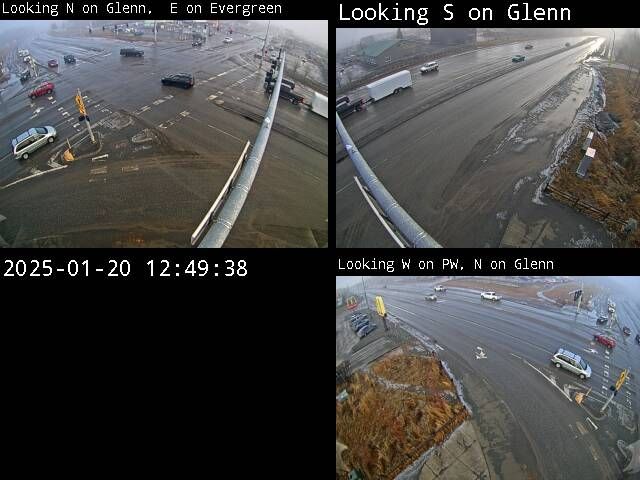 Looking N on Glenn,  E on Evergreen
Looking S on Glenn
2025-01-20 12:49:38
Looking W on PW, N on Glenn